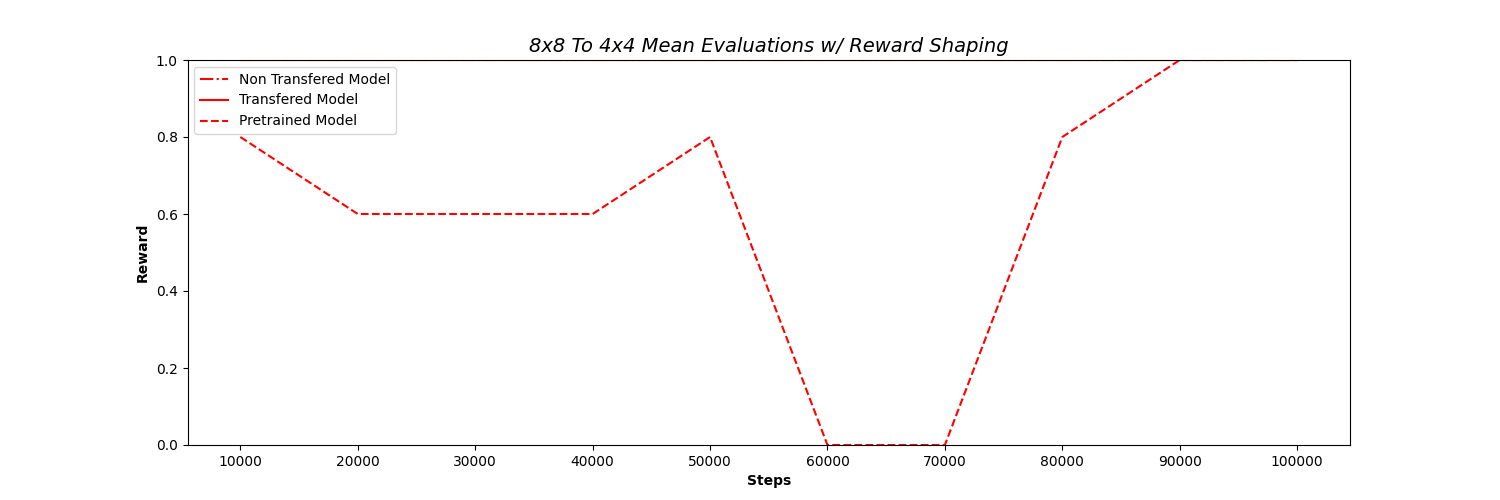 8x8 To 4x4 Mean Evaluations w/ Reward Shaping
1.0
Non Transfered Model
Transfered Model
Pretrained Model
0.8
0.6
Reward
0.4
0.2
0.0
10000 20000 30000 40000 50000 60000 70000 80000 90000 100000
Steps